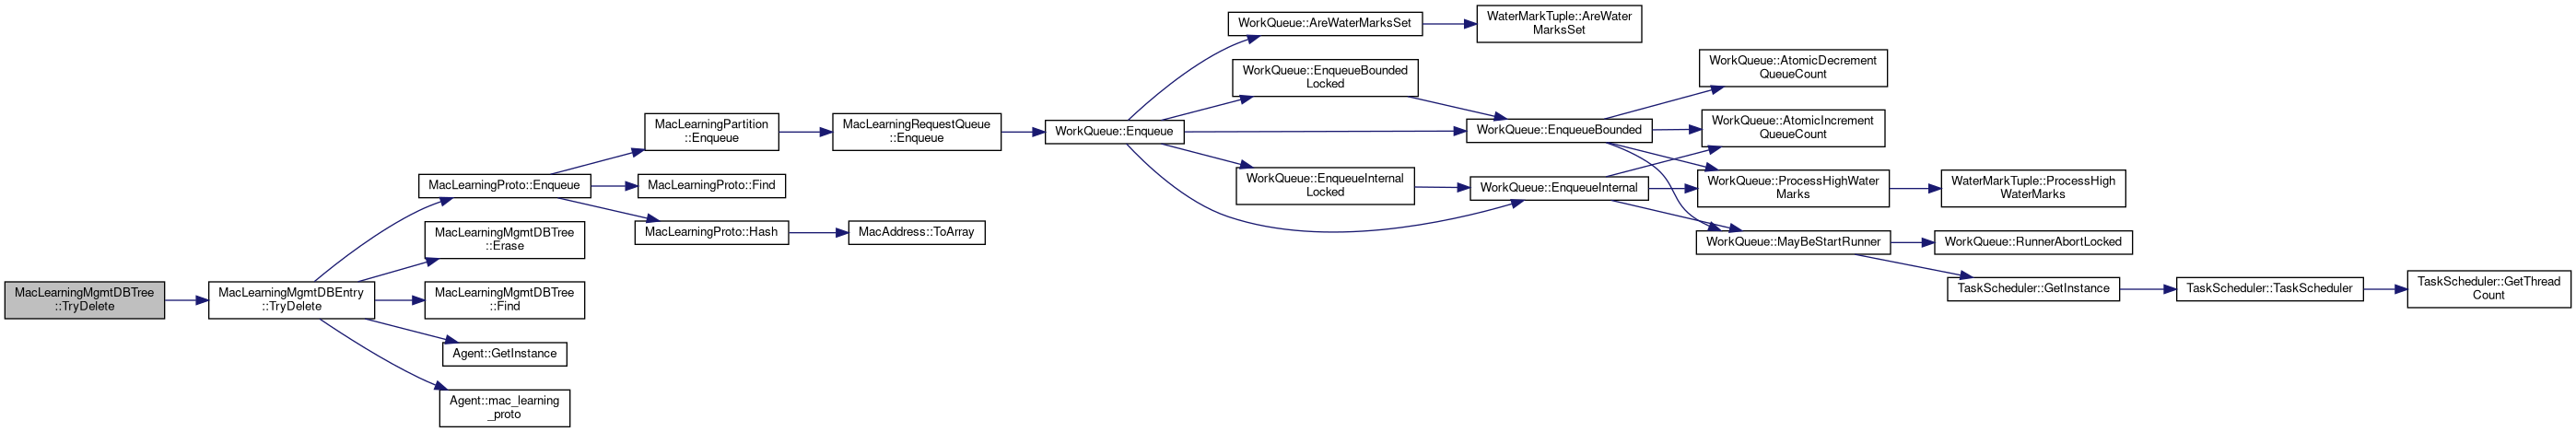 MacLearningMgmtDBTree
::TryDelete
MacLearningMgmtDBEntry
::TryDelete
MacLearningProto::Enqueue
MacLearningMgmtDBTree
::Erase
MacLearningMgmtDBTree
::Find
Agent::GetInstance
Agent::mac_learning
_proto
MacLearningPartition
::Enqueue
MacLearningProto::Find
MacLearningProto::Hash
MacLearningRequestQueue
::Enqueue
MacAddress::ToArray
WorkQueue::Enqueue
WorkQueue::AreWaterMarksSet
WorkQueue::EnqueueBounded
Locked
WorkQueue::EnqueueInternal
Locked
WaterMarkTuple::AreWater
MarksSet
WorkQueue::EnqueueBounded
WorkQueue::EnqueueInternal
WorkQueue::AtomicDecrement
QueueCount
WorkQueue::AtomicIncrement
QueueCount
WorkQueue::ProcessHighWater
Marks
WorkQueue::MayBeStartRunner
WaterMarkTuple::ProcessHigh
WaterMarks
WorkQueue::RunnerAbortLocked
TaskScheduler::GetInstance
TaskScheduler::TaskScheduler
TaskScheduler::GetThread
Count